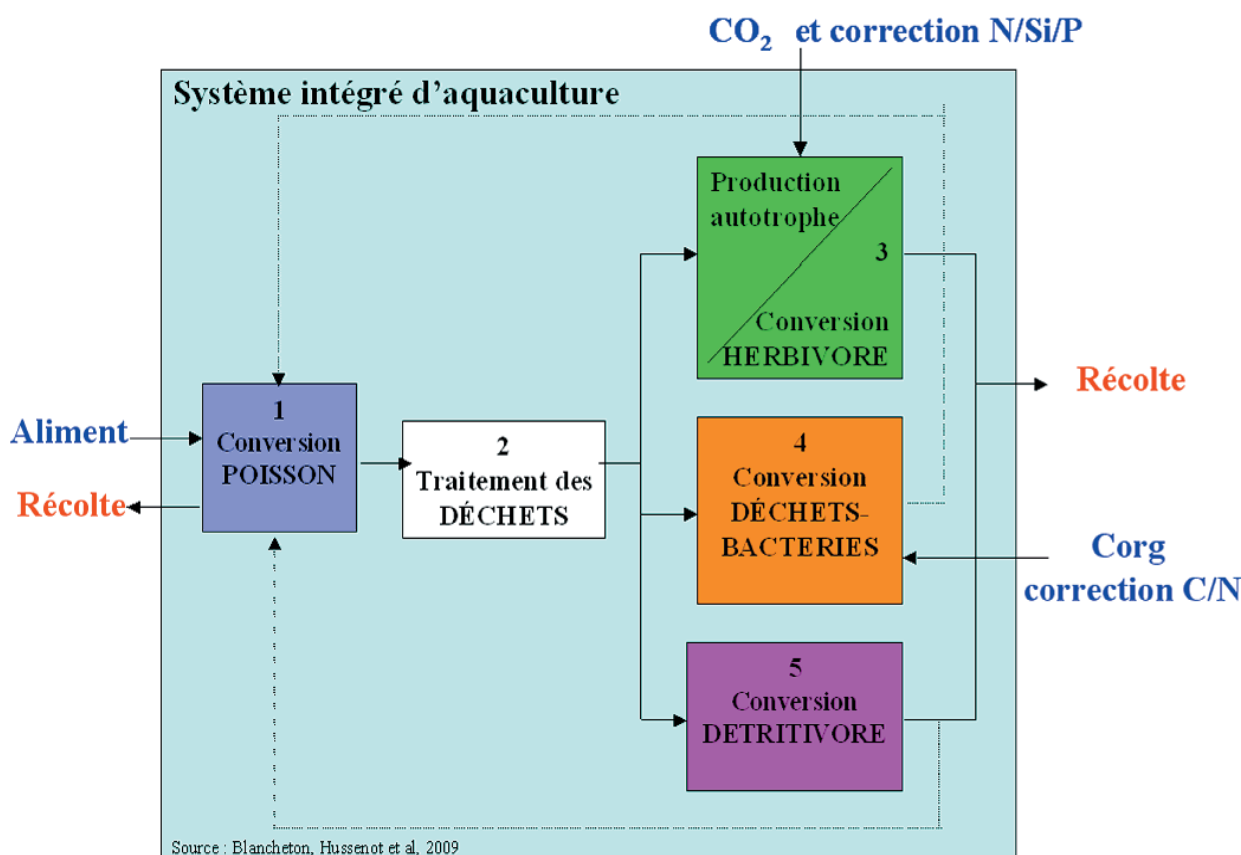 CO₂ et correction N/Si/P
Système intégré d'aquaculture
Production
autotrophe
3
Conversion
HERBIVORE
Récolte
1
Conversion
POISSON
Aliment
Récolte
2
Traitement des
DÉCHETS
4
Conversion
DÉCHETS-
BACTERIES
Corg
correction C/N
5
Conversion
DETRITIVORE
Source : Blancheton, Hussenot et al, 2009